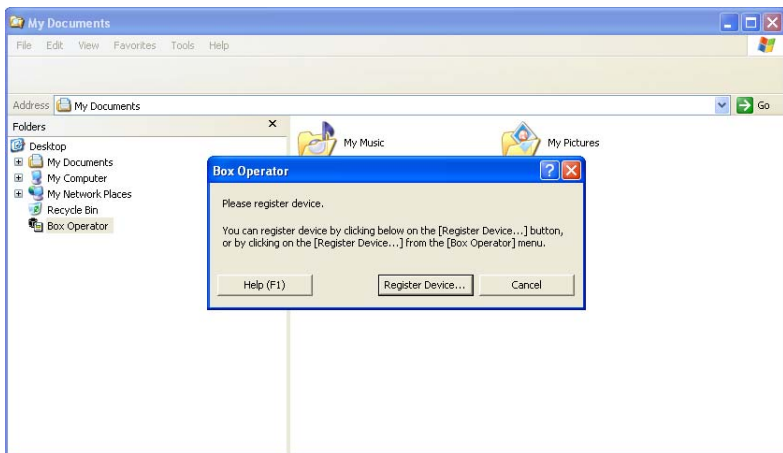 My Documents
File Edit View Favorites Tools Help
Address My Documents Go
Folders
Desktop
My Documents
My Computer
My Network Places
Recycle Bin
Box Operator
My Music My Pictures
Box Operator
Please register device.
You can register device by clicking below on the [Register Device...] button,
or by clicking on the [Register Device...] from the [Box Operator] menu.
Help (F1) Register Device... Cancel